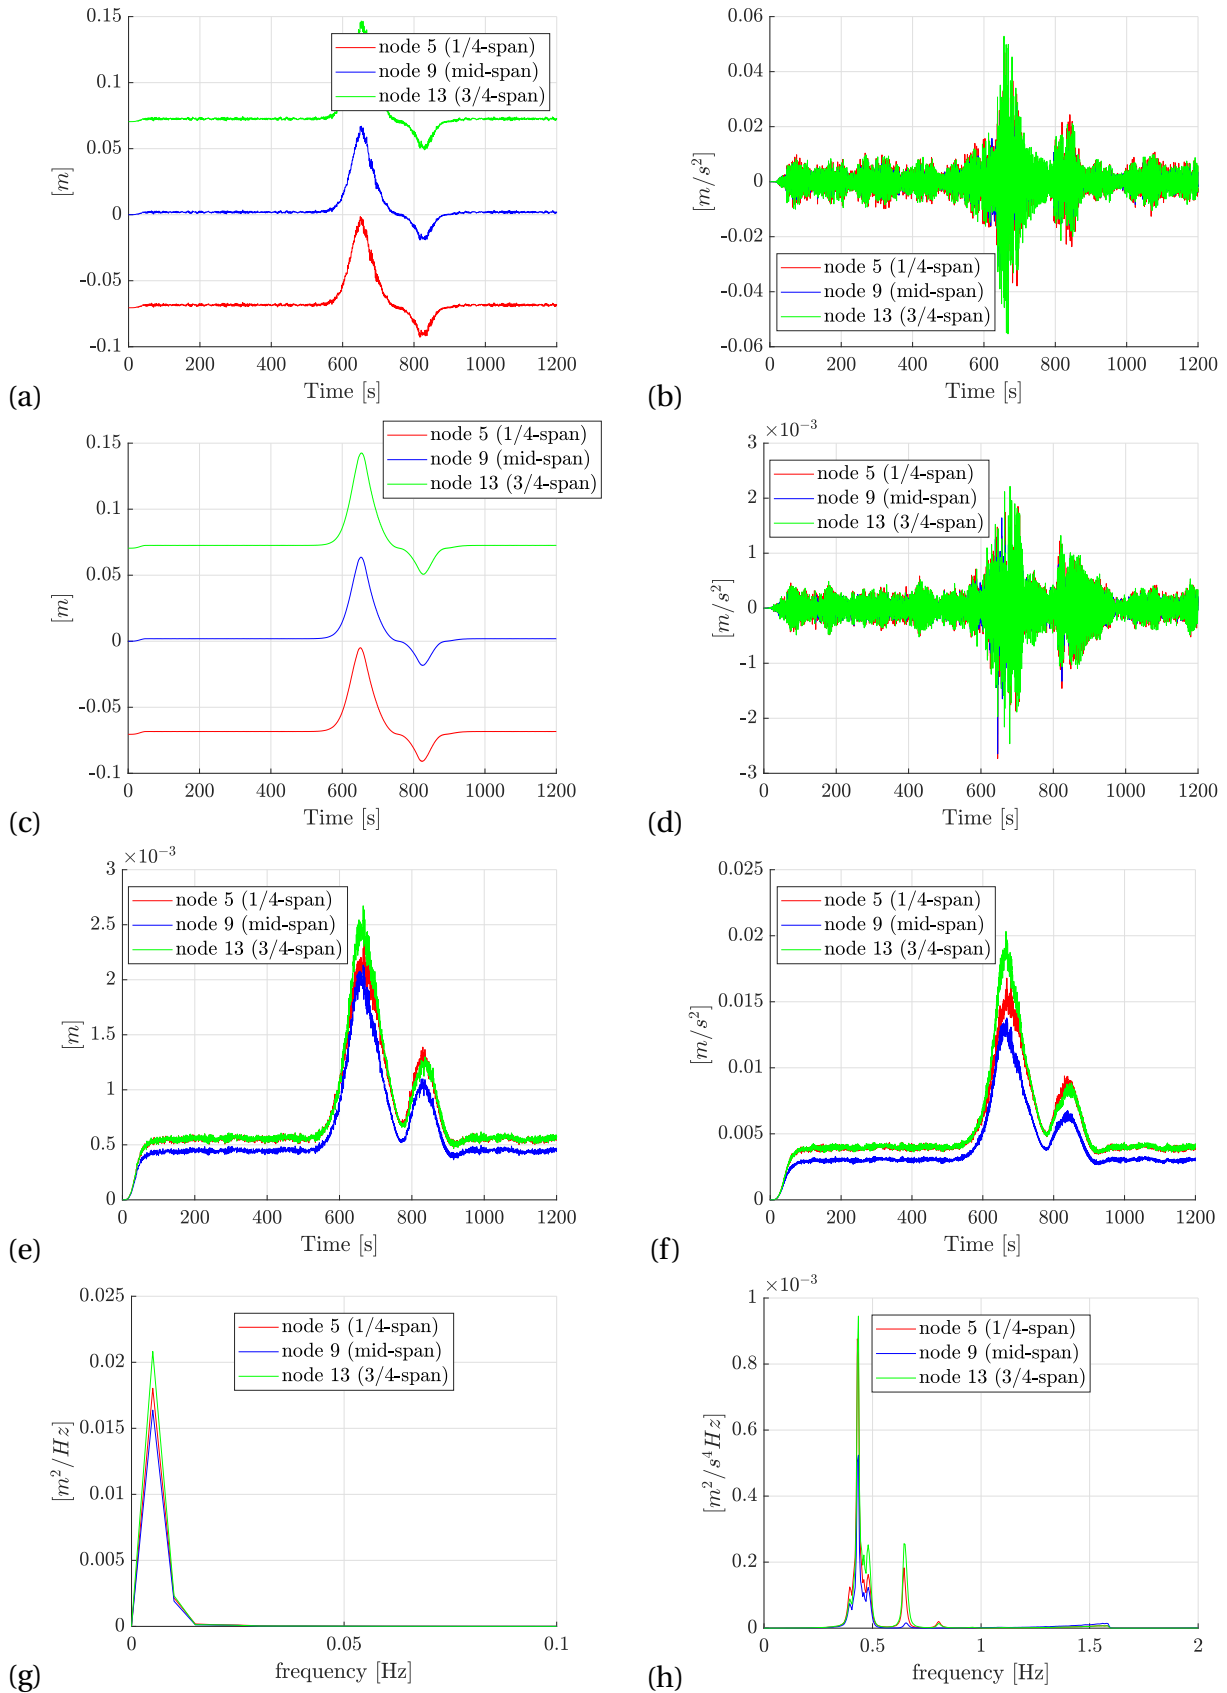 0.15
0.1
0.05
0
-0.05
-0.1
[m]
node 5 (1/4-span)
node 9 (mid-span)
node 13 (3/4-span)
0 200 400 600 800 1000 1200
Time [s]
(a)
0.06
0.04
0.02
0
-0.02
-0.04
-0.06
[m/s²]
node 5 (1/4-span)
node 9 (mid-span)
node 13 (3/4-span)
0 200 400 600 800 1000 1200
Time [s]
(b)
0.15
0.1
0.05
0
-0.05
-0.1
[m]
node 5 (1/4-span)
node 9 (mid-span)
node 13 (3/4-span)
0 200 400 600 800 1000 1200
Time [s]
(c)
×10⁻³
3
2
1
0
-1
-2
-3
[m/s²]
node 5 (1/4-span)
node 9 (mid-span)
node 13 (3/4-span)
0 200 400 600 800 1000 1200
Time [s]
(d)
×10⁻³
3
2.5
2
1.5
1
0.5
0
[m]
node 5 (1/4-span)
node 9 (mid-span)
node 13 (3/4-span)
0 200 400 600 800 1000 1200
Time [s]
(e)
0.025
0.02
0.015
0.01
0.005
0
[m/s²]
node 5 (1/4-span)
node 9 (mid-span)
node 13 (3/4-span)
0 200 400 600 800 1000 1200
Time [s]
(f)
0.025
0.02
0.015
0.01
0.005
0
[m²/Hz]
node 5 (1/4-span)
node 9 (mid-span)
node 13 (3/4-span)
0 0.05 0.1
frequency [Hz]
(g)
×10⁻³
1
0.8
0.6
0.4
0.2
0
[m²/s⁴Hz]
node 5 (1/4-span)
node 9 (mid-span)
node 13 (3/4-span)
0 0.5 1 1.5 2
frequency [Hz]
(h)